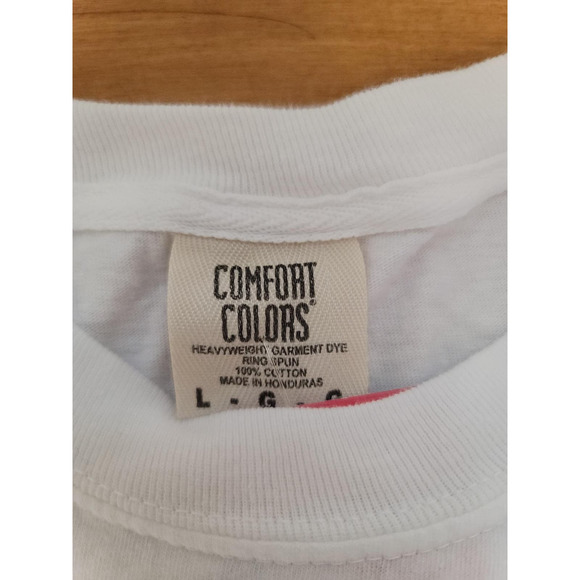 COMFORT
COLORS®
HEAVYWEIGHT GARMENT DYE
RING SPUN
100% COTTON
MADE IN HONDURAS
L - G - G